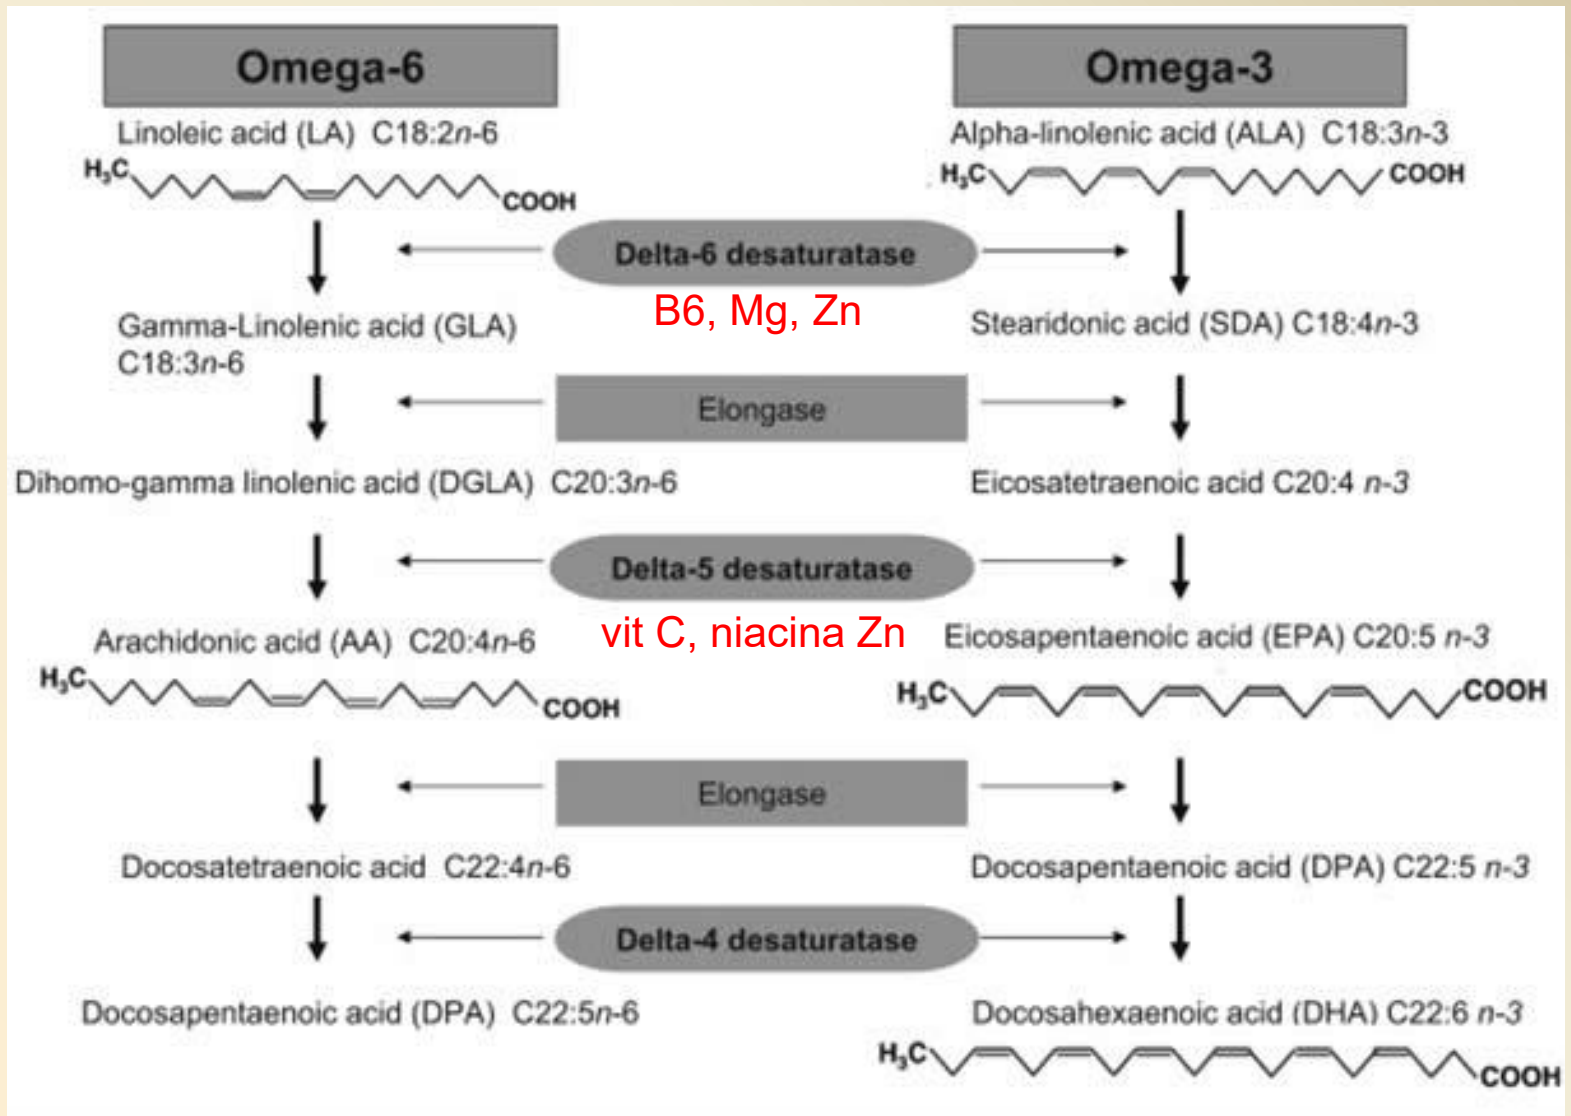 Omega-6
Omega-3
Linoleic acid (LA) C18:2n-6
Alpha-linolenic acid (ALA) C18:3n-3
H3C
COOH
H3C
COOH
Delta-6 desaturatase
B6, Mg, Zn
Gamma-Linolenic acid (GLA)
C18:3n-6
Stearidonic acid (SDA) C18:4n-3
Elongase
Dihomo-gamma linolenic acid (DGLA) C20:3n-6
Eicosatetraenoic acid C20:4 n-3
Delta-5 desaturatase
vit C, niacina Zn
Arachidonic acid (AA) C20:4n-6
Eicosapentaenoic acid (EPA) C20:5 n-3
H3C
COOH
H3C
COOH
Elongase
Docosatetraenoic acid C22:4n-6
Docosapentaenoic acid (DPA) C22:5 n-3
Delta-4 desaturatase
Docosapentaenoic acid (DPA) C22:5n-6
Docosahexaenoic acid (DHA) C22:6 n-3
H3C
COOH